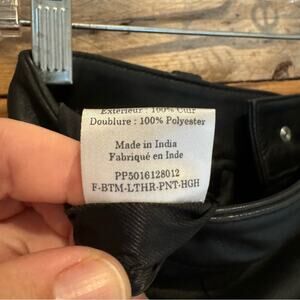 Extérieur: 100% Cuir
Doublure: 100% Polyester
Made in India
Fabriqué en Inde
PP5016128012
F-BTM-LTHR-PNT-HGH